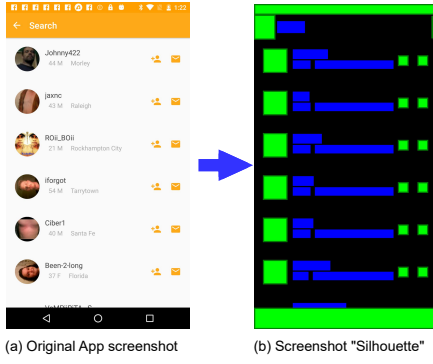 1:22
Search
Johnny422
44 M Morley
jaxnc
43 M Raleigh
ROii_BOii
21 M Rockhampton City
iforgot
54 M Tarrytown
Ciber1
40 M Santa Fe
Been-2-long
37 F Florida
(a) Original App screenshot
(b) Screenshot "Silhouette"